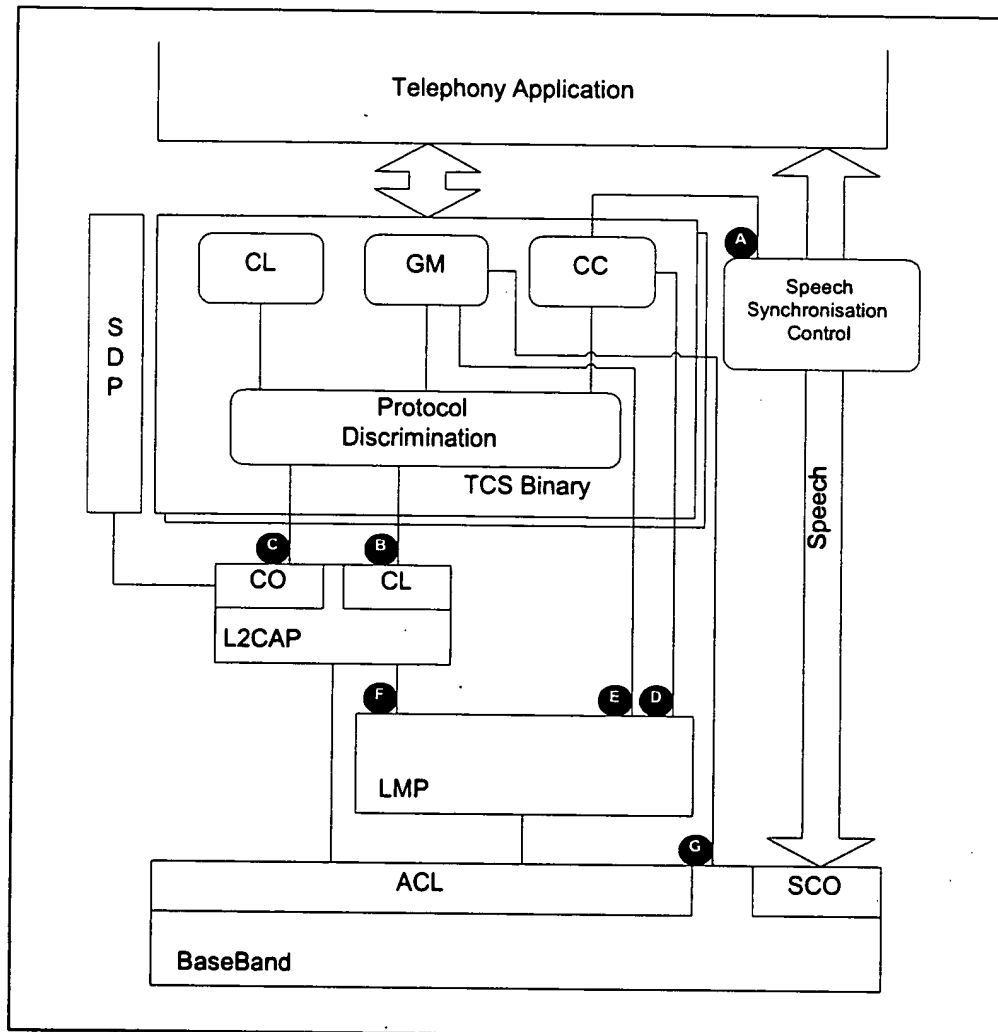 Telephony Application
CL
GM
CC
A
Speech
Synchronisation
Control
S
D
P
Protocol
Discrimination
TCS Binary
Speech
C
B
CO
CL
L2CAP
F
E
D
LMP
G
ACL
SCO
BaseBand